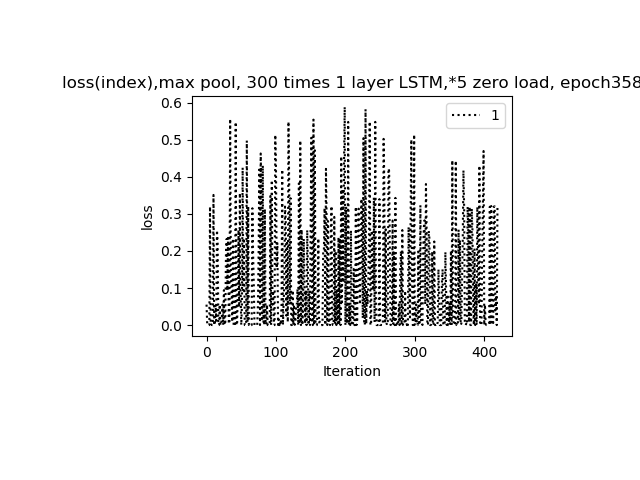 loss(index),max pool, 300 times 1 layer LSTM,*5 zero load, epoch358
0.6
1
0.5
0.4
0.3
loss
0.2
0.1
0.0
0 100 200 300 400
Iteration